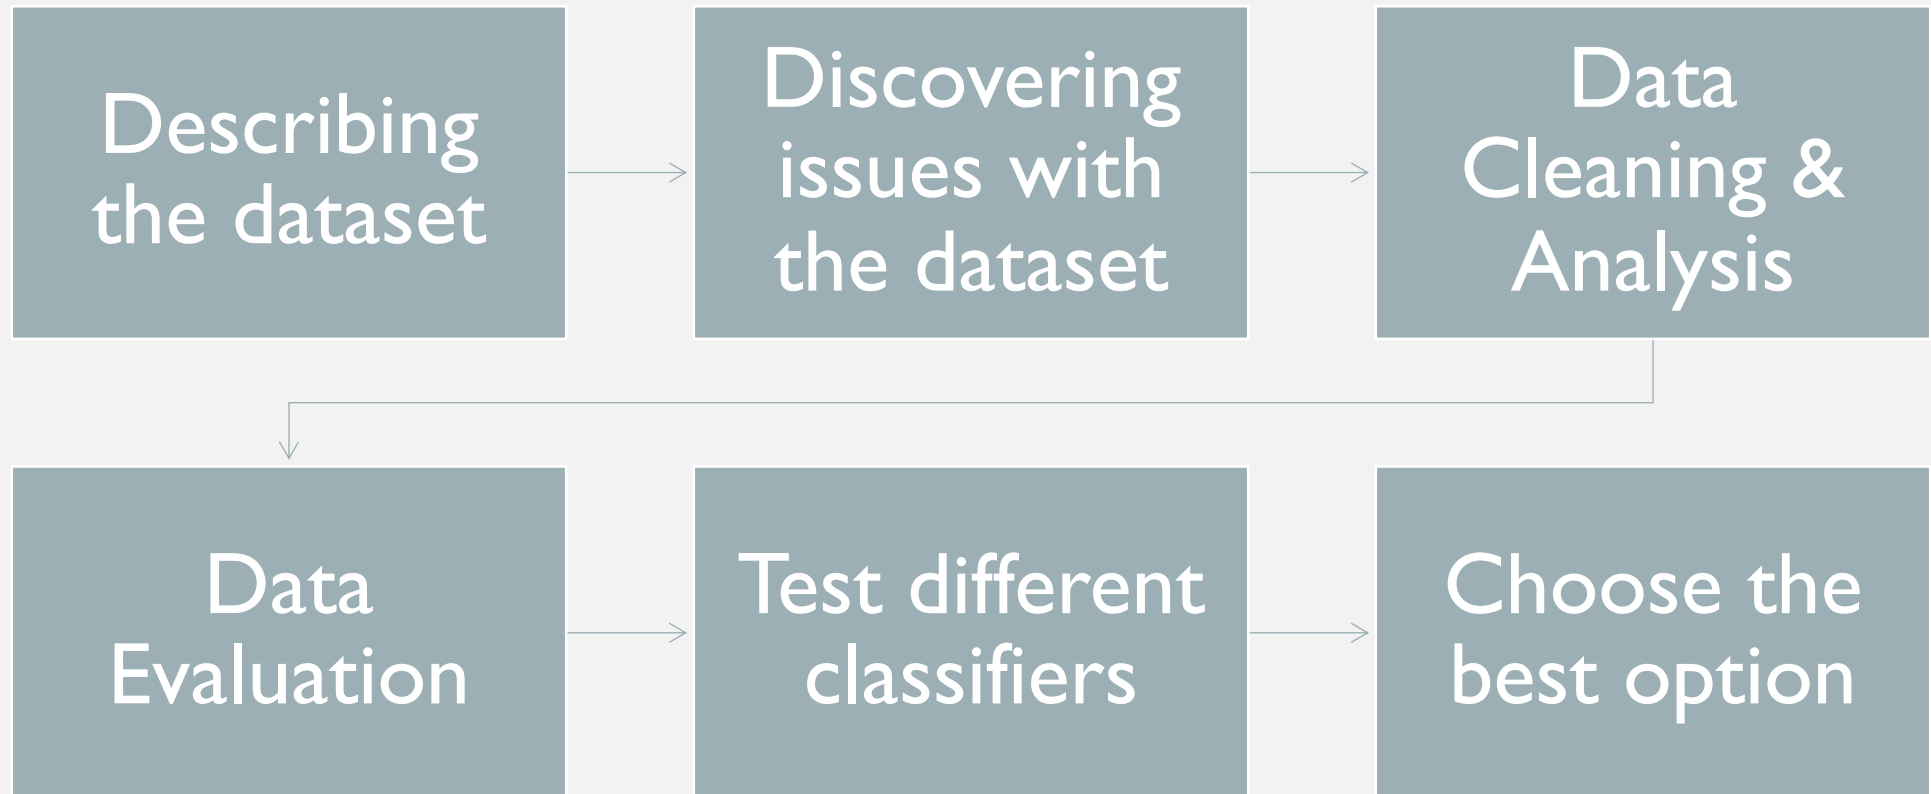 Describing
the dataset
Discovering
issues with
the dataset
Data
Cleaning &
Analysis
Data
Evaluation
Test different
classifiers
Choose the
best option